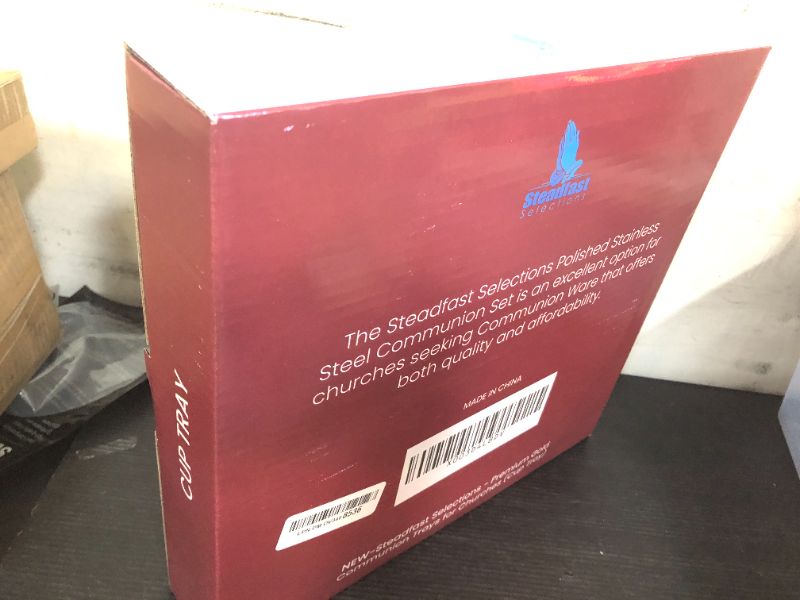 Steadfast
Selections
The Steadfast Selections Polished Stainless
Steel Communion Set is an excellent option for
churches seeking Communion Ware that offers
both quality and affordability.
MADE IN CHINA
8536
NEW-Steadfast Selections - Premium Gold
Communion Trays for Churches (Cup Tray)
CUP TRAY